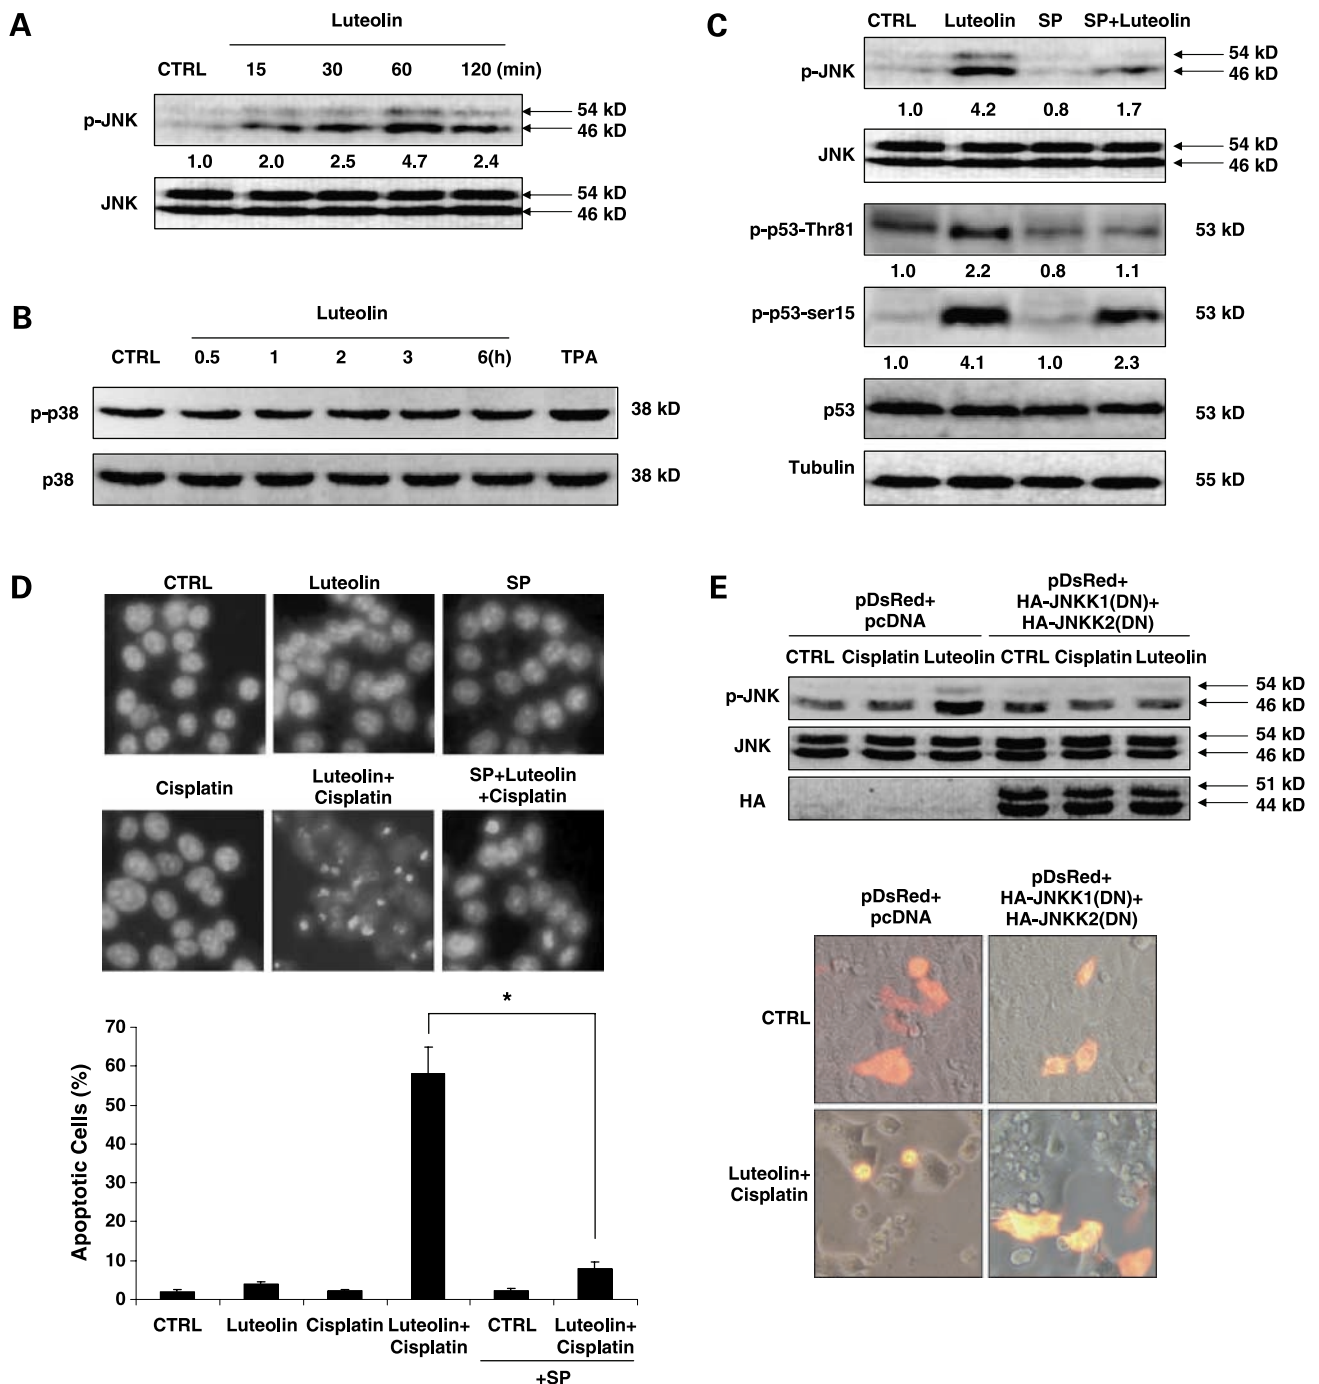 A
Luteolin
CTRL 15 30 60 120 (min)
p-JNK
54 kD
46 kD
1.0 2.0 2.5 4.7 2.4
JNK
54 kD
46 kD
B
Luteolin
CTRL 0.5 1 2 3 6(h) TPA
p-p38
38 kD
p38
38 kD
C
CTRL Luteolin SP SP+Luteolin
p-JNK
54 kD
46 kD
1.0 4.2 0.8 1.7
JNK
54 kD
46 kD
p-p53-Thr81
53 kD
1.0 2.2 0.8 1.1
p-p53-ser15
53 kD
1.0 4.1 1.0 2.3
p53
53 kD
Tubulin
55 kD
D
CTRL Luteolin SP
Cisplatin
Luteolin+
Cisplatin
SP+Luteolin
+Cisplatin
*
Apoptotic Cells (%)
70
60
50
40
30
20
10
0
CTRL
Luteolin
Cisplatin
Luteolin+
Cisplatin
CTRL
Luteolin+
Cisplatin
+SP
E
pDsRed+
pcDNA
pDsRed+
HA-JNKK1(DN)+
HA-JNKK2(DN)
CTRL Cisplatin Luteolin CTRL Cisplatin Luteolin
p-JNK
54 kD
46 kD
JNK
54 kD
46 kD
HA
51 kD
44 kD
pDsRed+
pcDNA
pDsRed+
HA-JNKK1(DN)+
HA-JNKK2(DN)
CTRL
Luteolin+
Cisplatin